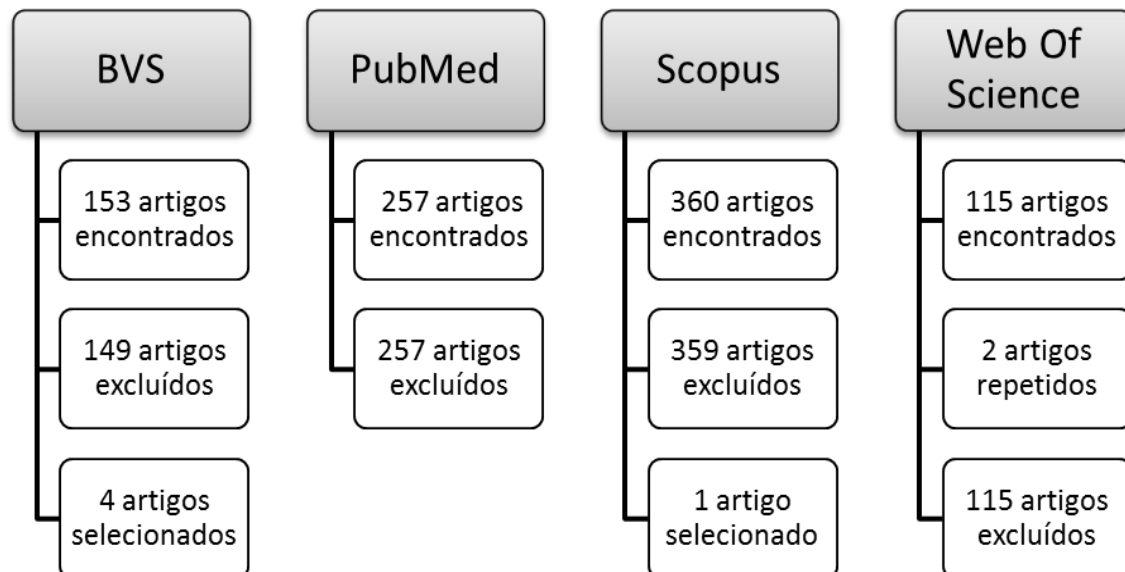 BVS
153 artigos
encontrados
149 artigos
excluídos
4 artigos
selecionados
PubMed
257 artigos
encontrados
257 artigos
excluídos
Scopus
360 artigos
encontrados
359 artigos
excluídos
1 artigo
selecionado
Web Of
Science
115 artigos
encontrados
2 artigos
repetidos
115 artigos
excluídos